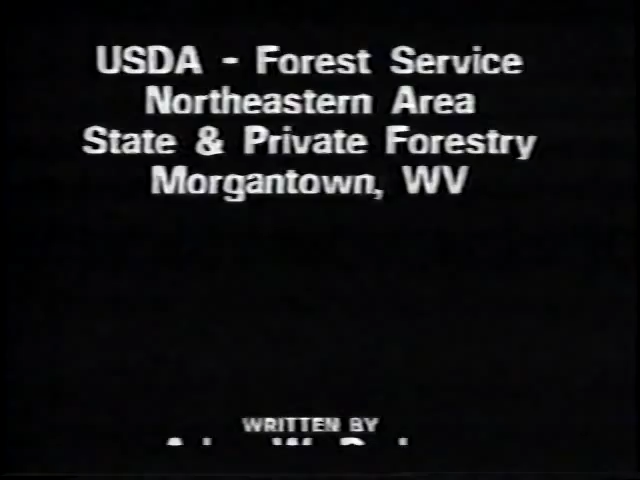 USDA - Forest Service
Northeastern Area
State & Private Forestry
Morgantown, WV
WRITTEN BY